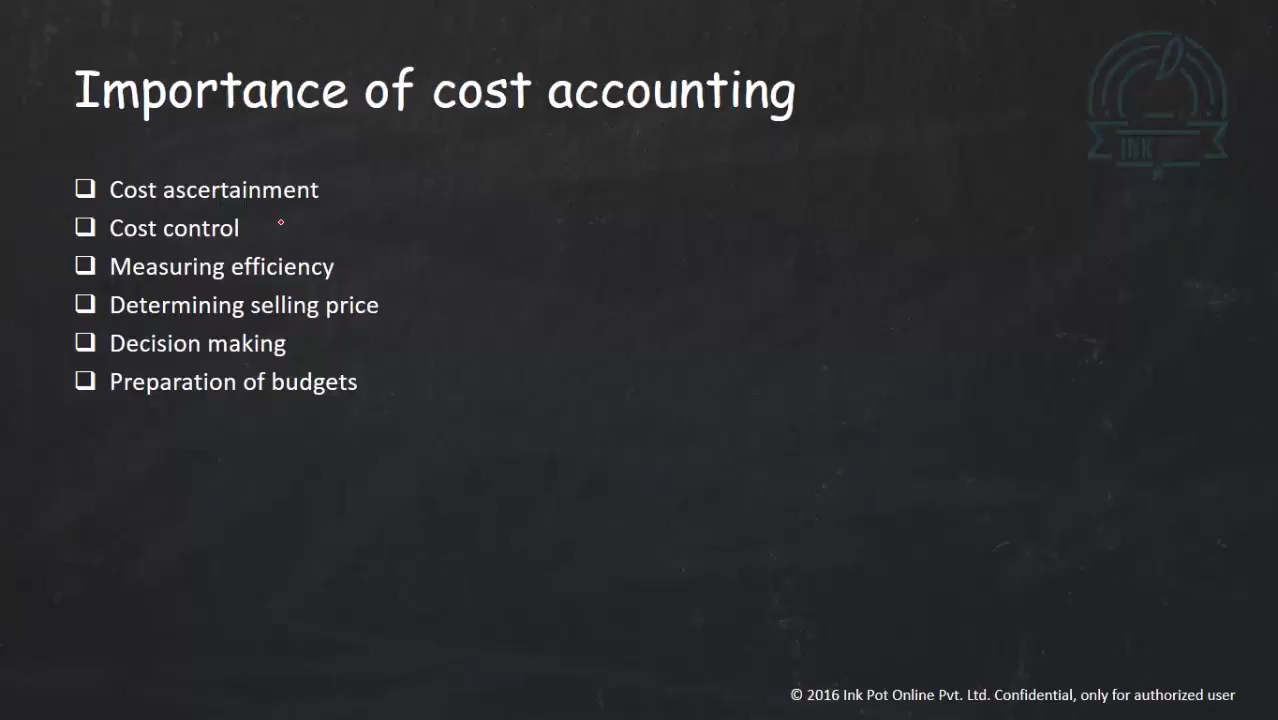 Importance of cost accounting
INK
❑ Cost ascertainment
❑ Cost control
❑ Measuring efficiency
❑ Determining selling price
❑ Decision making
❑ Preparation of budgets
© 2016 Ink Pot Online Pvt. Ltd. Confidential, only for authorized user